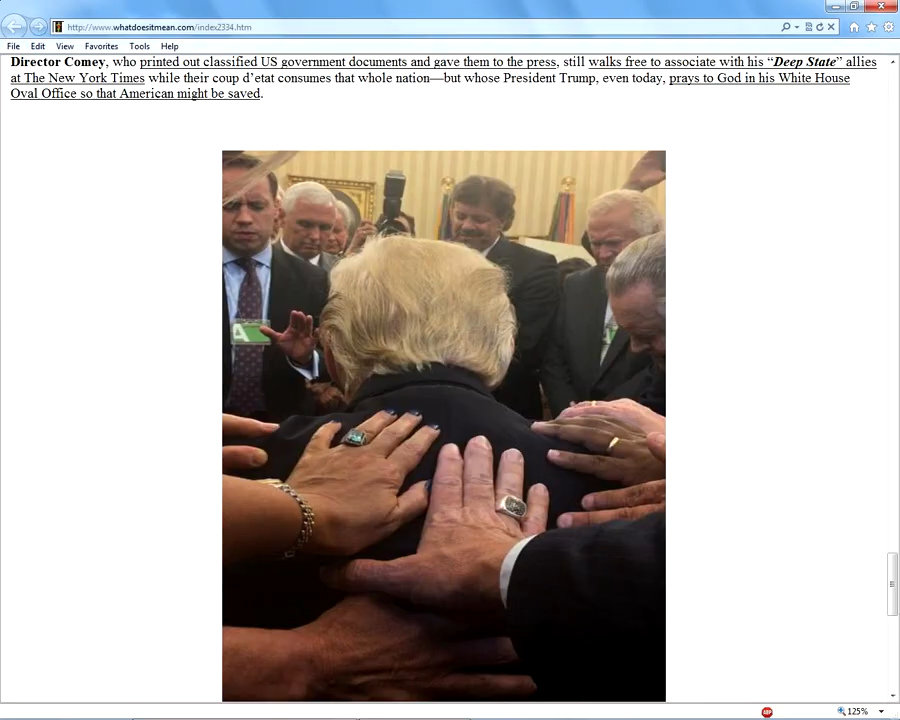 http://www.whatdoesitmean.com/index2334.htm
File Edit View Favorites Tools Help
Director Comey, who printed out classified US government documents and gave them to the press, still walks free to associate with his “Deep State” allies
at The New York Times while their coup d’etat consumes that whole nation—but whose President Trump, even today, prays to God in his White House
Oval Office so that American might be saved.
A
ABP
125%